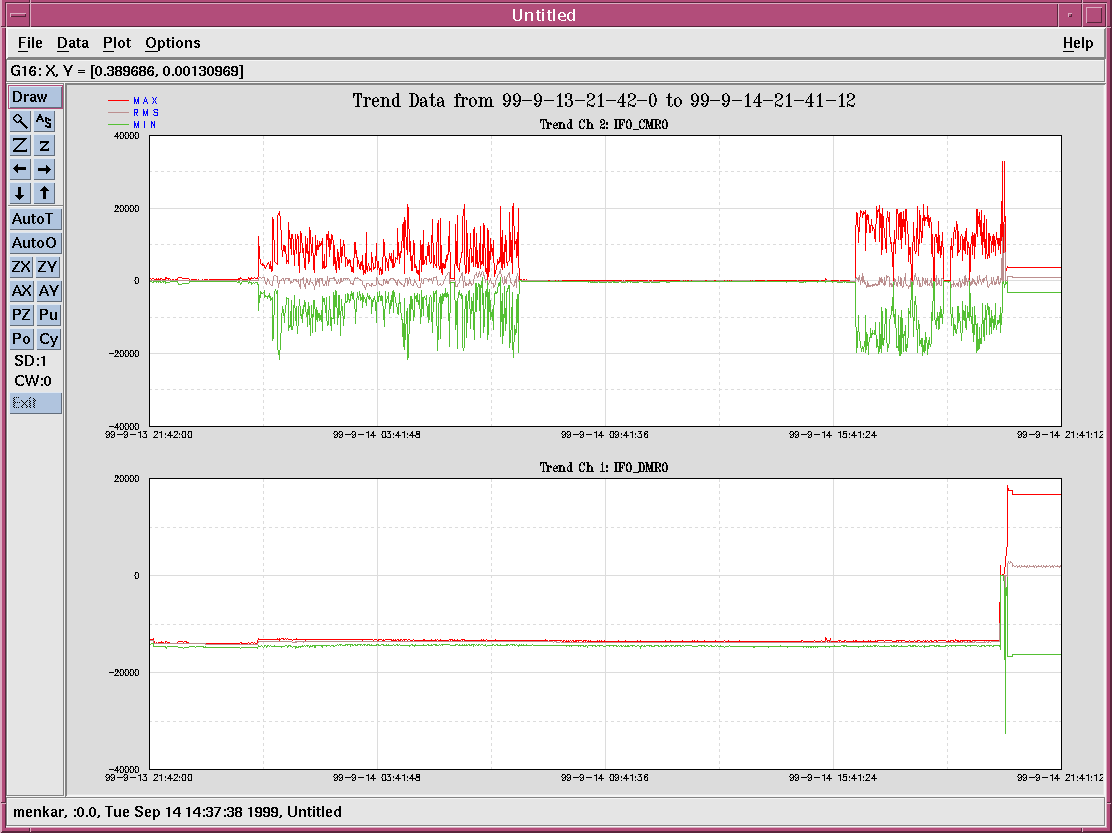 Untitled
File Data Plot Options Help
G16: X, Y = [0.389686, 0.00130969]
Draw
AS
Z z
AutoT
AutoO
ZX ZY
AX AY
PZ Pu
Po Cy
SD:1
CW:0
Exit
MAX
RMS
MIN
Trend Data from 99-9-13-21-42-0 to 99-9-14-21-41-12
Trend Ch 2: IFO_CMRO
40000
20000
0
-20000
-40000
99-9-13 21:42:00 99-9-14 03:41:48 99-9-14 09:41:36 99-9-14 15:41:24 99-9-14 21:41:12
Trend Ch 1: IFO_DMRO
20000
0
-20000
-40000
99-9-13 21:42:00 99-9-14 03:41:48 99-9-14 09:41:36 99-9-14 15:41:24 99-9-14 21:41:12
menkar, :0.0, Tue Sep 14 14:37:38 1999, Untitled